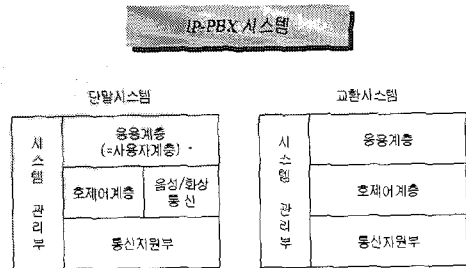 IP-PBX 시스템
단말시스템
교환시스템
시스템 관리부
응용계층
(=사용자계층)
호제어계층
음성/화상
통신
통신자원부
시스템 관리부
응용계층
호제어계층
통신자원부